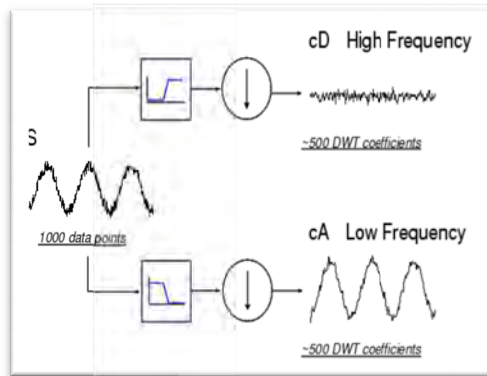 cD High Frequency
~500 DWT coefficients
S
1000 data points
cA Low Frequency
~500 DWT coefficients